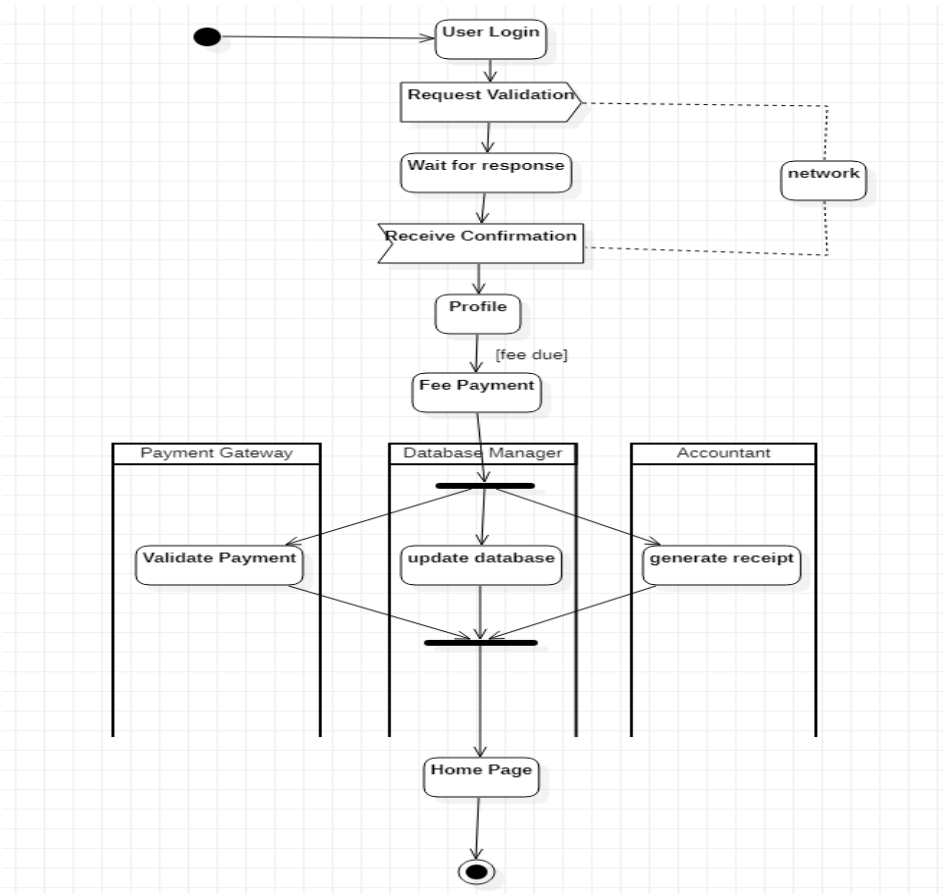 User Login
Request Validation
Wait for response
network
Receive Confirmation
Profile
[fee due]
Fee Payment
Payment Gateway
Database Manager
Accountant
Validate Payment
update database
generate receipt
Home Page